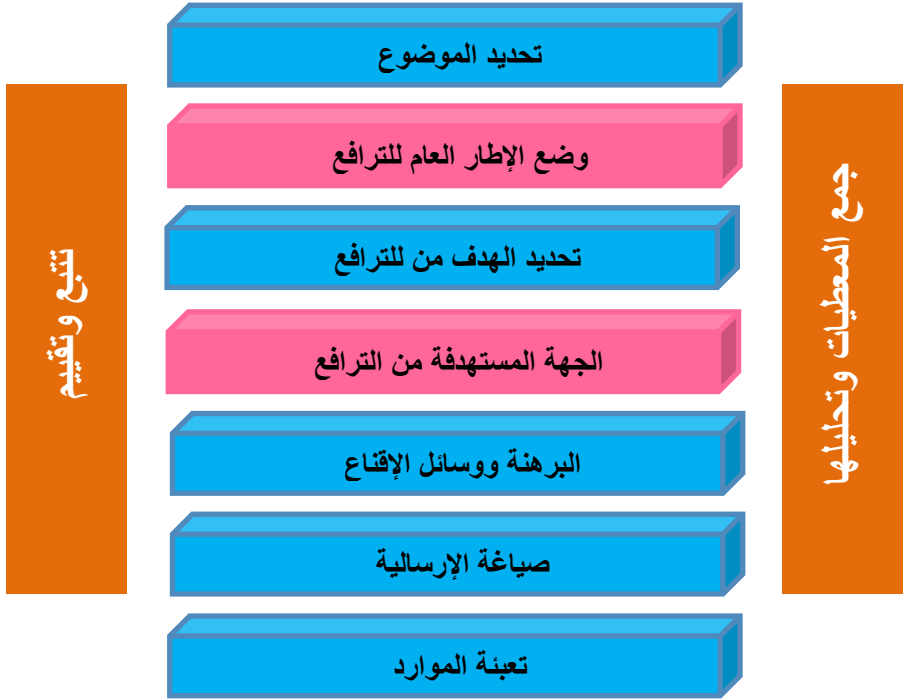 تحديد الموضوع
وضع الإطار العام للترافع
تحديد الهدف من للترافع
الجهة المستهدفة من الترافع
البرهنة ووسائل الإقناع
صياغة الإرسالية
تعبئة الموارد
جمع المعطيات وتحليلها
تتبع وتقييم